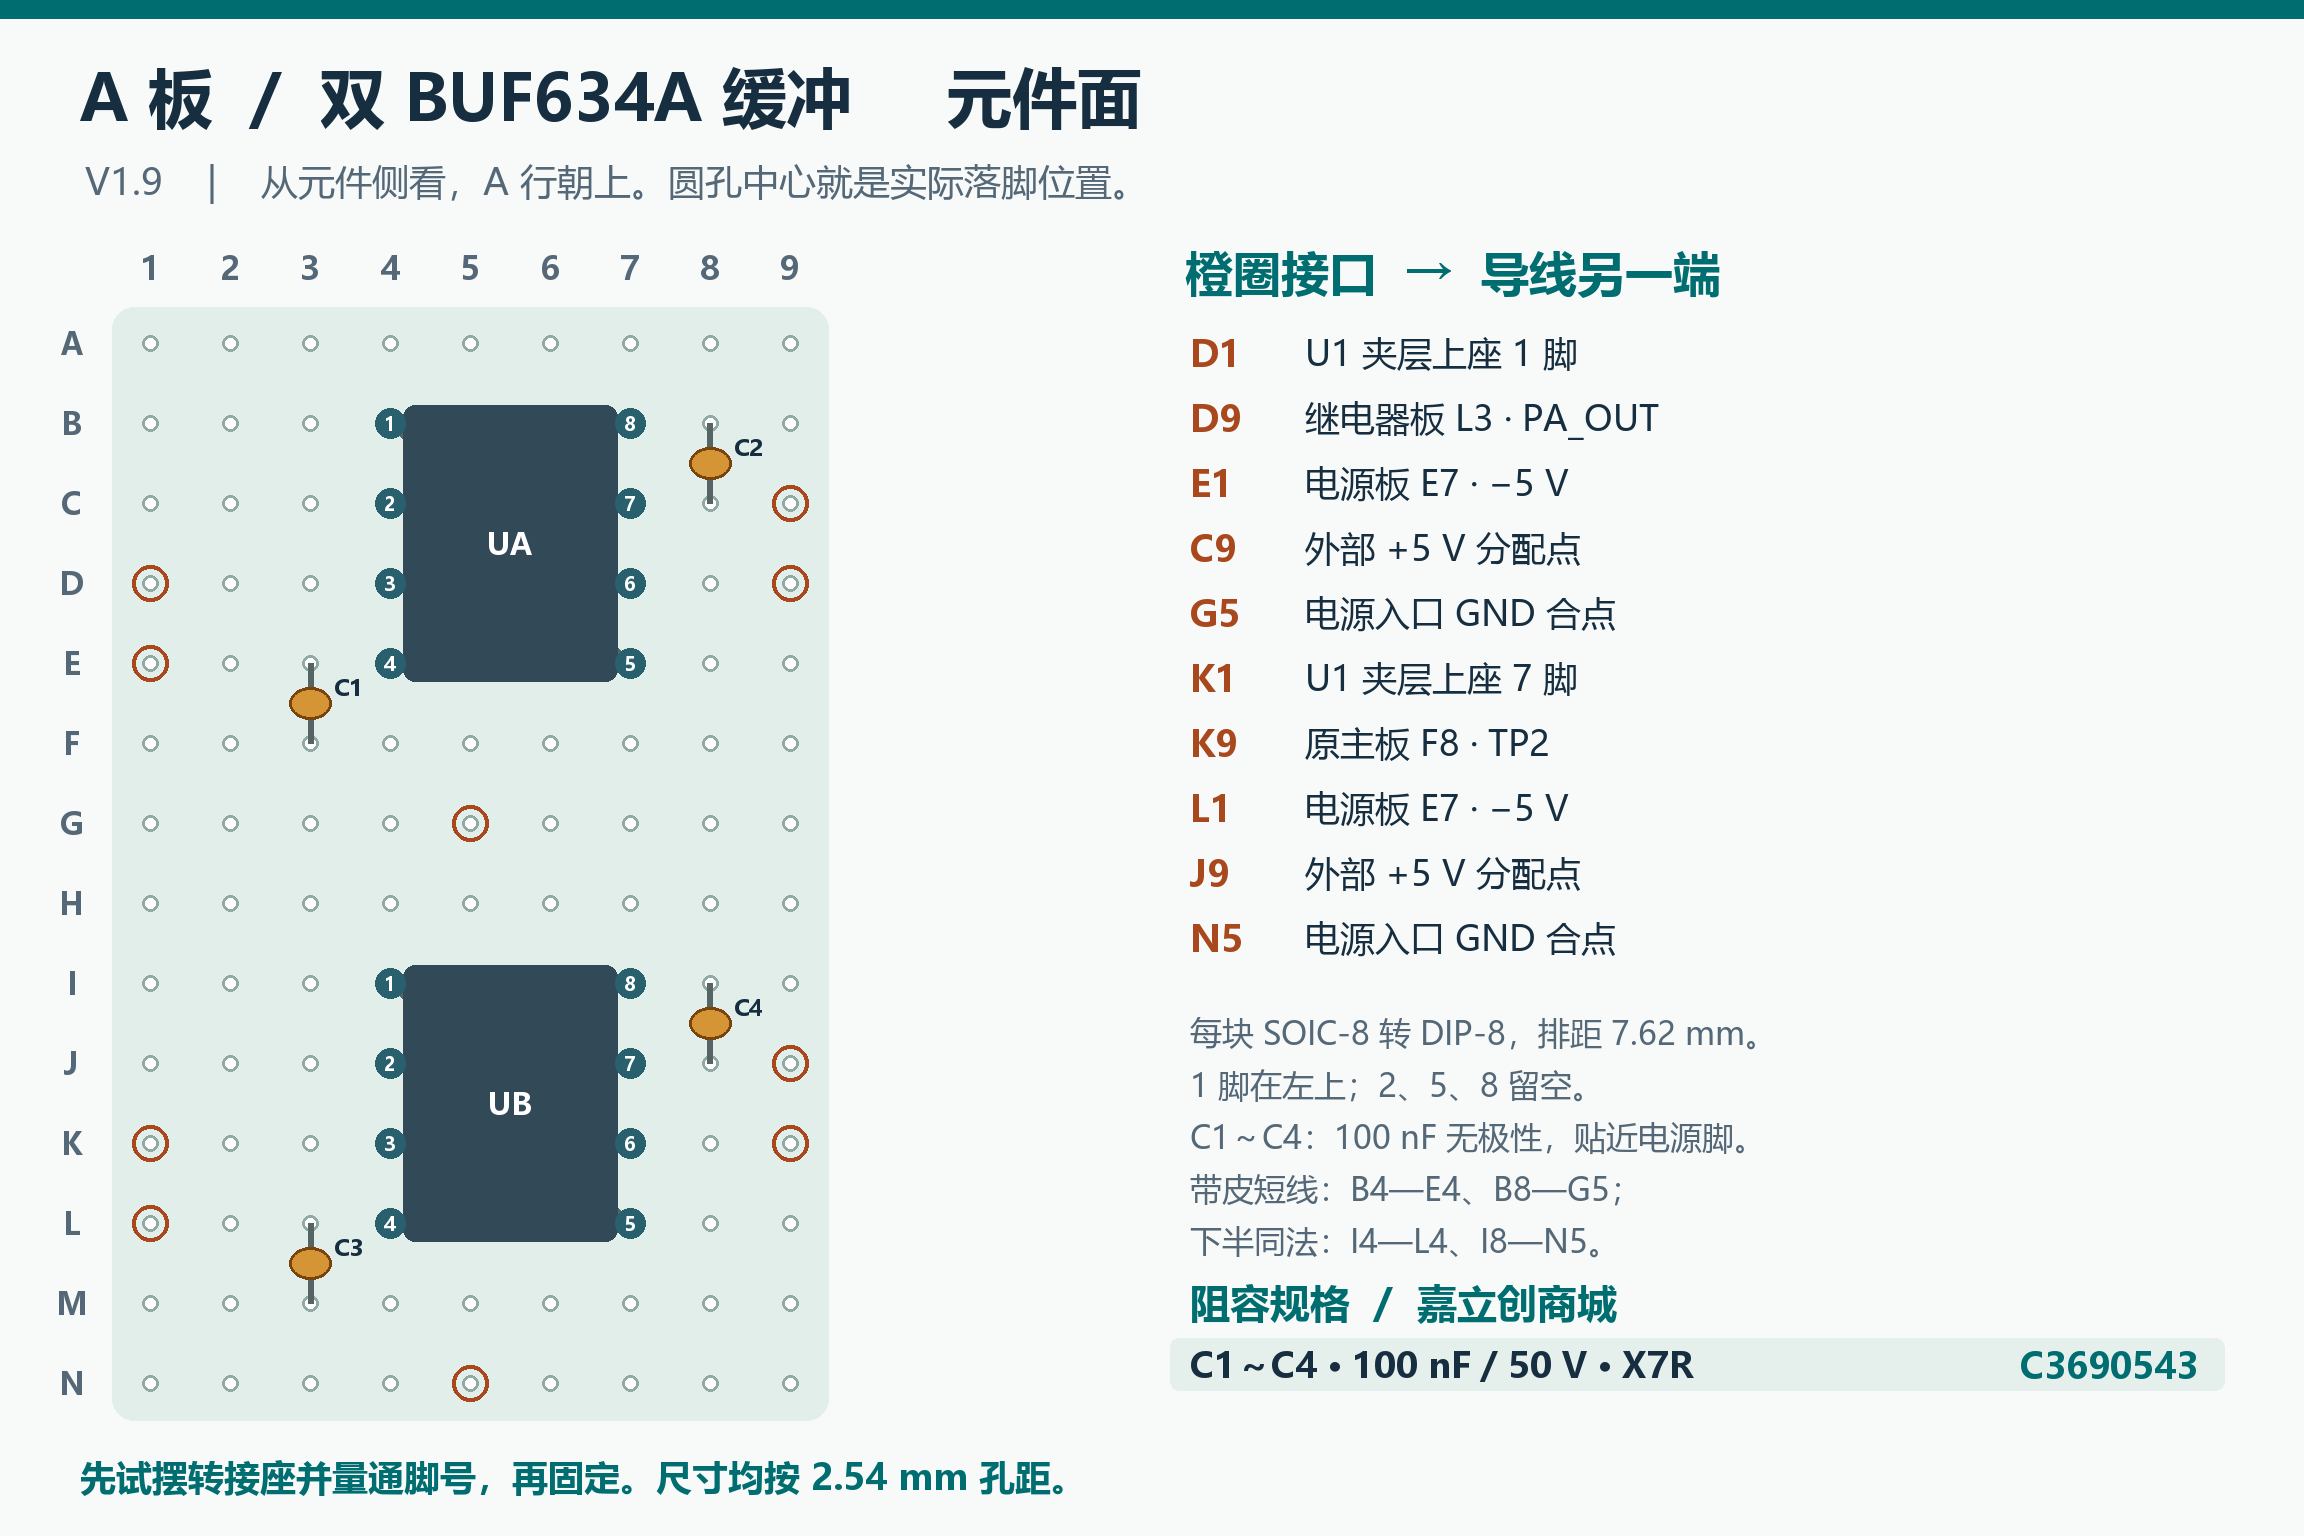 A 板 / 双 BUF634A 缓冲 元件面
V1.9 | 从元件侧看，A 行朝上。圆孔中心就是实际落脚位置。
1 2 3 4 5 6 7 8 9
A
B
C
D
E
F
G
H
I
J
K
L
M
N
1 8
2 7
UA
3 6
4 5
C2
C1
1 8
2 7
UB
3 6
4 5
C4
C3
橙圈接口 → 导线另一端
D1 U1 夹层上座 1 脚
D9 继电器板 L3 · PA_OUT
E1 电源板 E7 · −5 V
C9 外部 +5 V 分配点
G5 电源入口 GND 合点
K1 U1 夹层上座 7 脚
K9 原主板 F8 · TP2
L1 电源板 E7 · −5 V
J9 外部 +5 V 分配点
N5 电源入口 GND 合点
每块 SOIC-8 转 DIP-8，排距 7.62 mm。
1 脚在左上；2、5、8 留空。
C1～C4：100 nF 无极性，贴近电源脚。
带皮短线：B4—E4、B8—G5；
下半同法：I4—L4、I8—N5。
阻容规格 / 嘉立创商城
C1～C4 • 100 nF / 50 V • X7R C3690543
先试摆转接座并量通脚号，再固定。尺寸均按 2.54 mm 孔距。